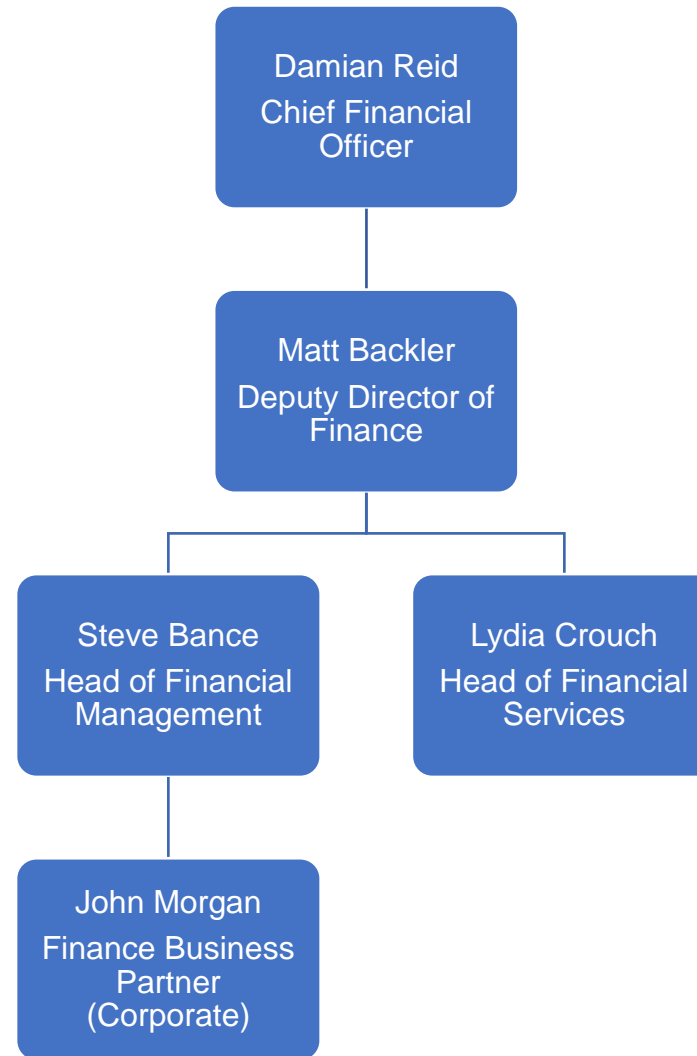 Damian Reid
Chief Financial
Officer
Matt Backler
Deputy Director of
Finance
Steve Bance
Head of Financial
Management
Lydia Crouch
Head of Financial
Services
John Morgan
Finance Business
Partner
(Corporate)